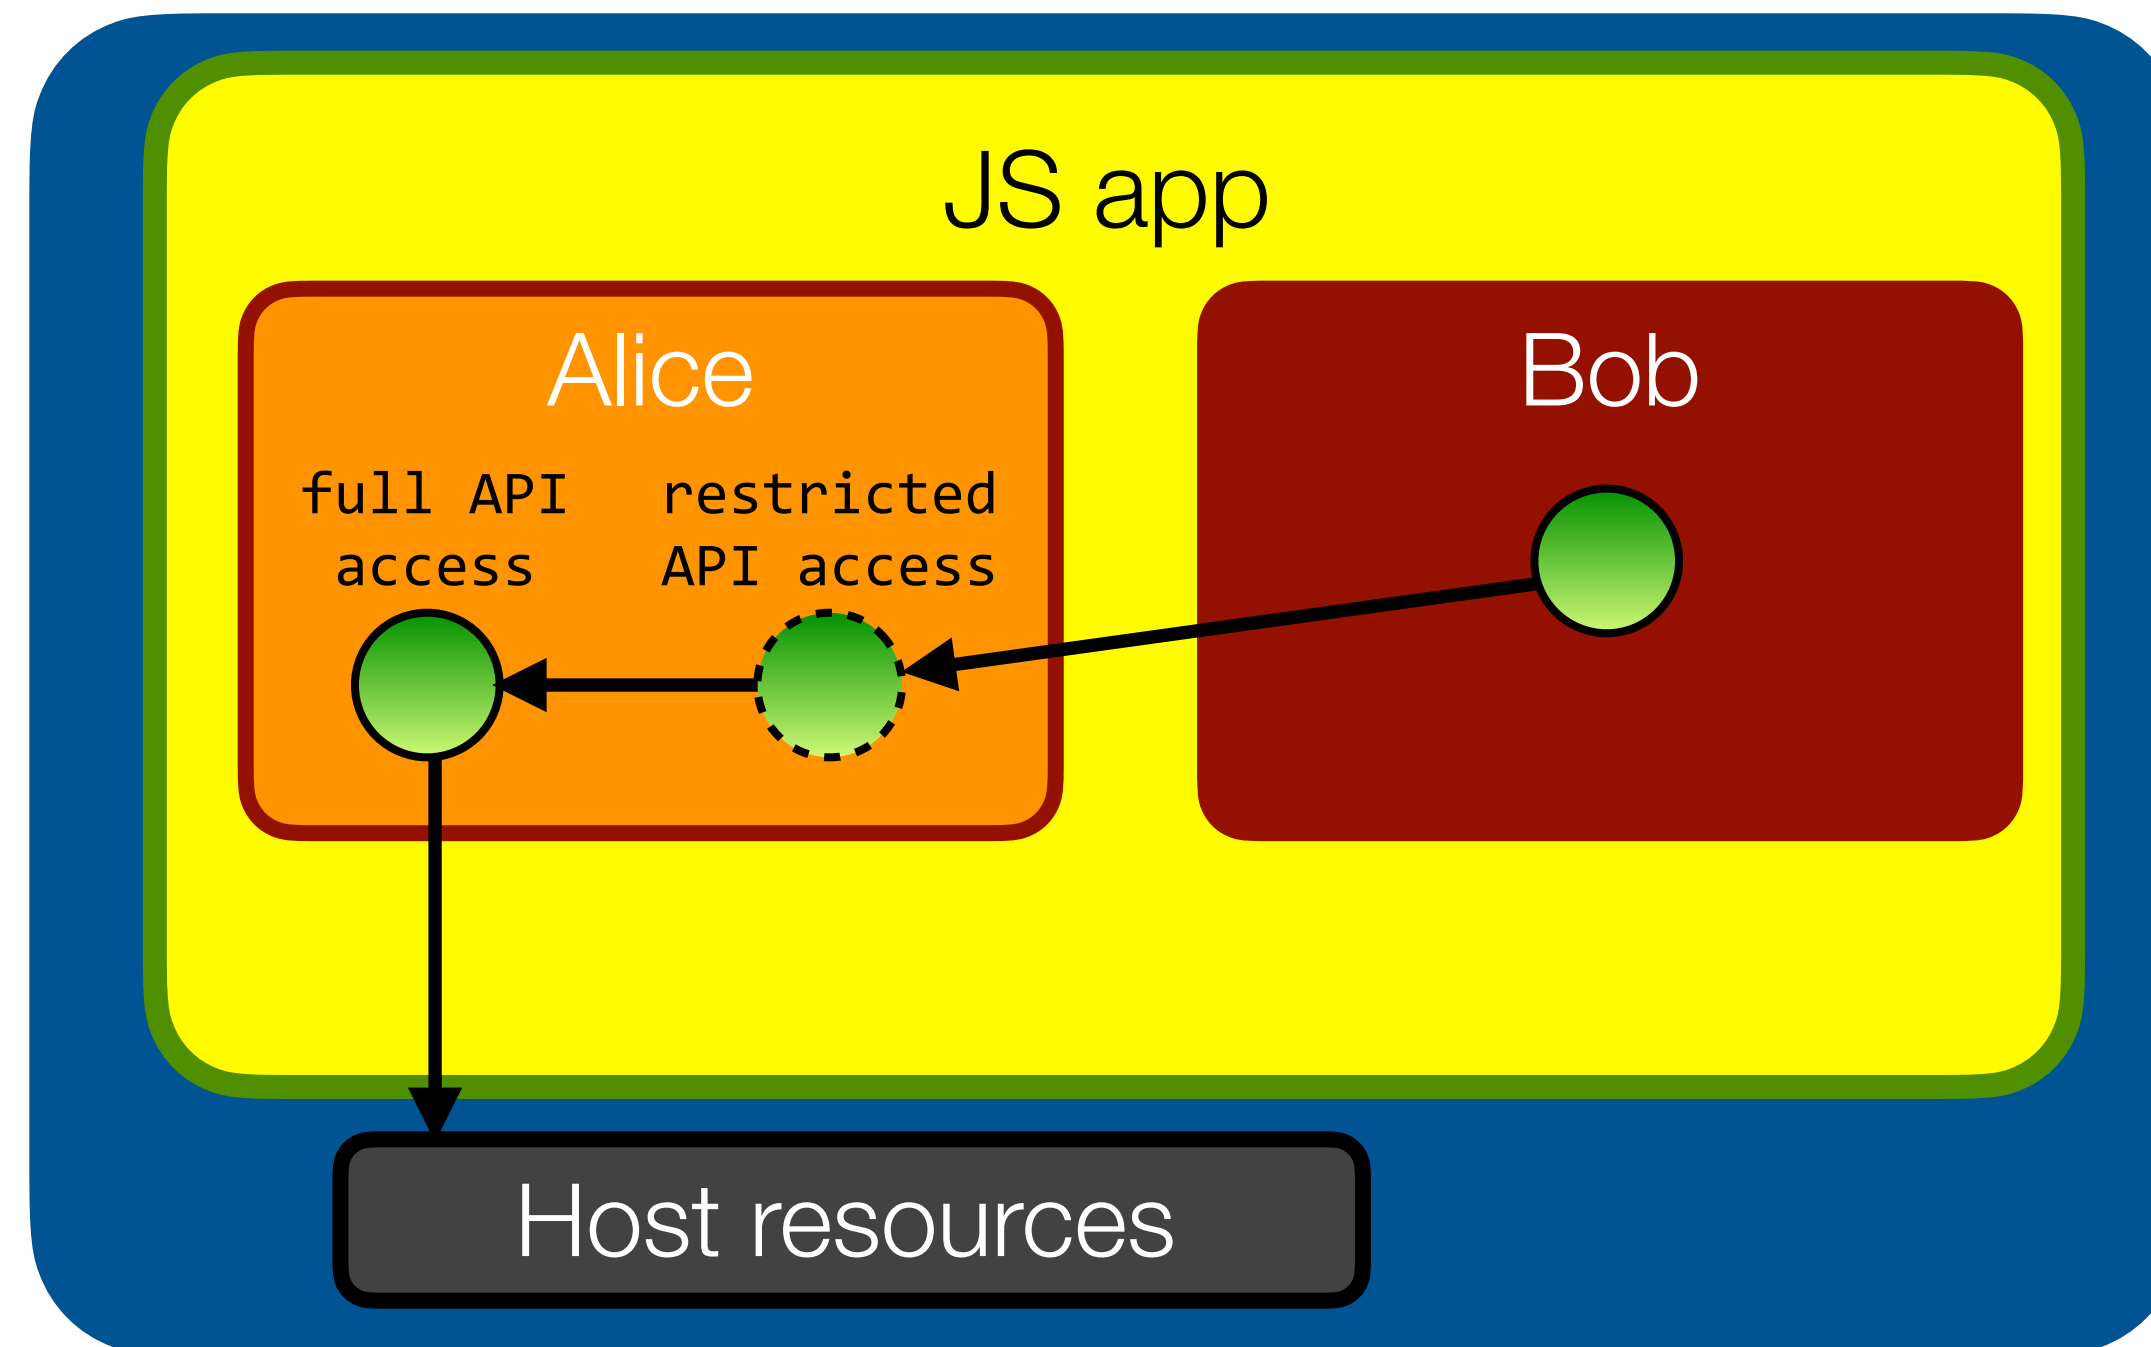 JS app
Alice
Bob
full API
access
restricted
API access
Host resources